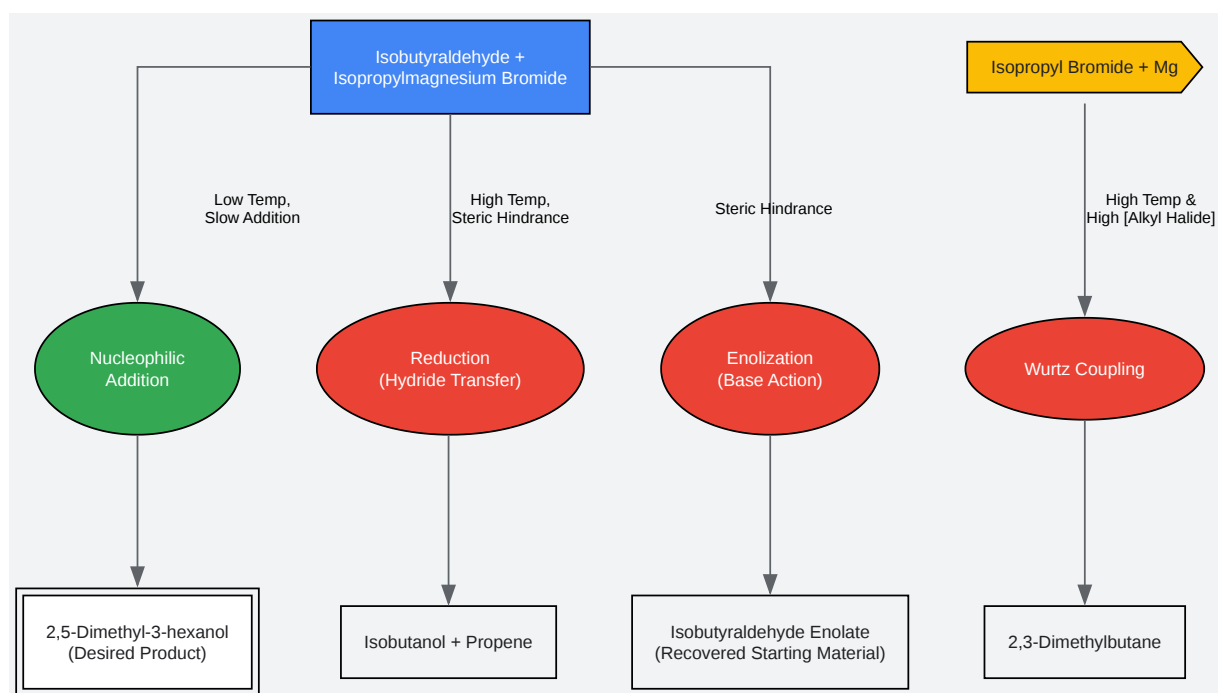 Isobutyraldehyde +
Isopropylmagnesium Bromide
Isopropyl Bromide + Mg
Low Temp,
Slow Addition
High Temp,
Steric Hindrance
Steric Hindrance
High Temp &
High [Alkyl Halide]
Nucleophilic
Addition
Reduction
(Hydride Transfer)
Enolization
(Base Action)
Wurtz Coupling
2,5-Dimethyl-3-hexanol
(Desired Product)
Isobutanol + Propene
Isobutyraldehyde Enolate
(Recovered Starting Material)
2,3-Dimethylbutane